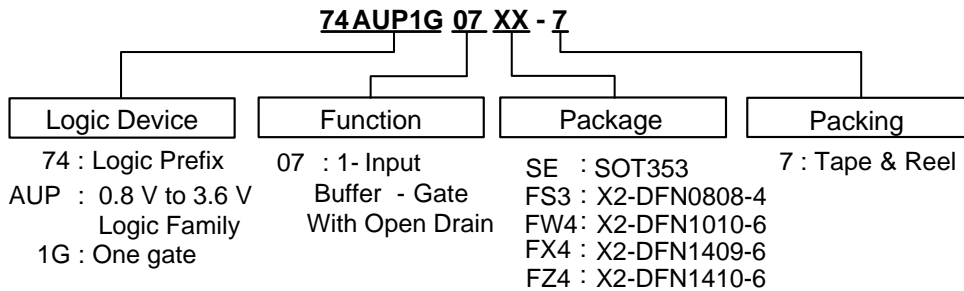 74AUP1G 07 XX - 7
Logic Device
74 : Logic Prefix
AUP : 0.8 V to 3.6 V
Logic Family
1G : One gate
Function
07 : 1- Input
Buffer - Gate
With Open Drain
Package
SE : SOT353
FS3 : X2-DFN0808-4
FW4 : X2-DFN1010-6
FX4 : X2-DFN1409-6
FZ4 : X2-DFN1410-6
Packing
7 : Tape & Reel